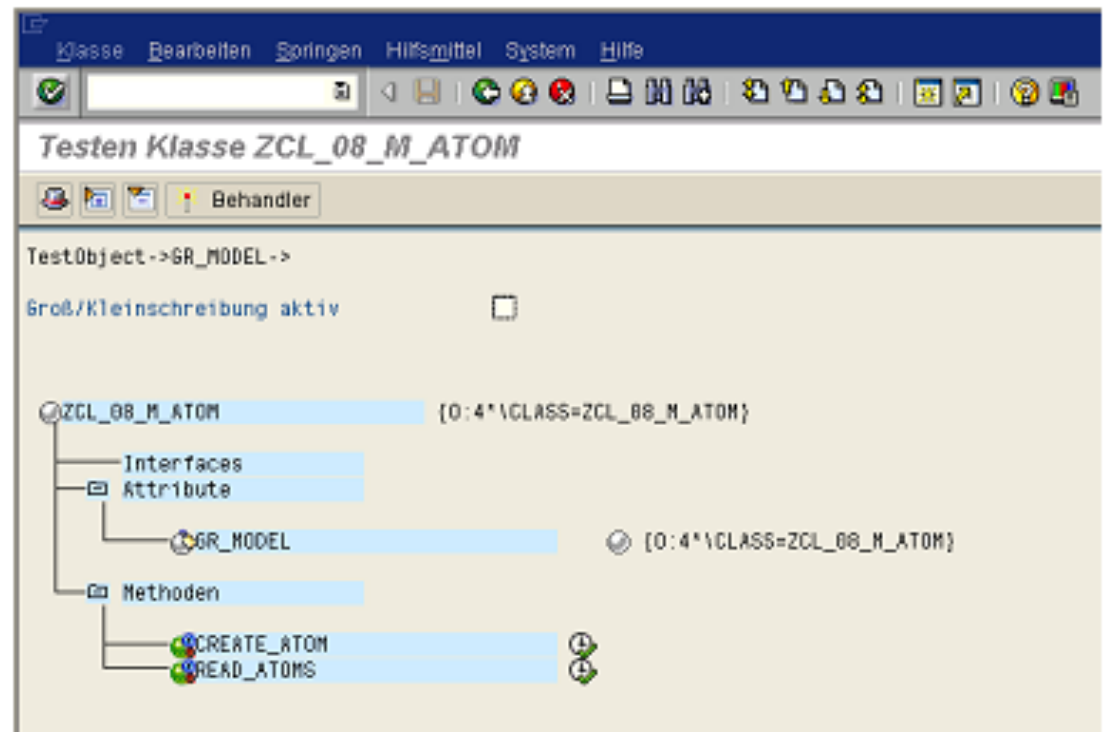 Klasse Bearbeiten Springen Hilfsmittel System Hilfe
Testen Klasse ZCL_08_M_ATOM
Behandler
TestObject->GR_MODEL->
Groß/Kleinschreibung aktiv
ZCL_08_M_ATOM {O:4*\CLASS=ZCL_08_M_ATOM}
Interfaces
Attribute
GR_MODEL {O:4*\CLASS=ZCL_08_M_ATOM}
Methoden
CREATE_ATOM
READ_ATOMS